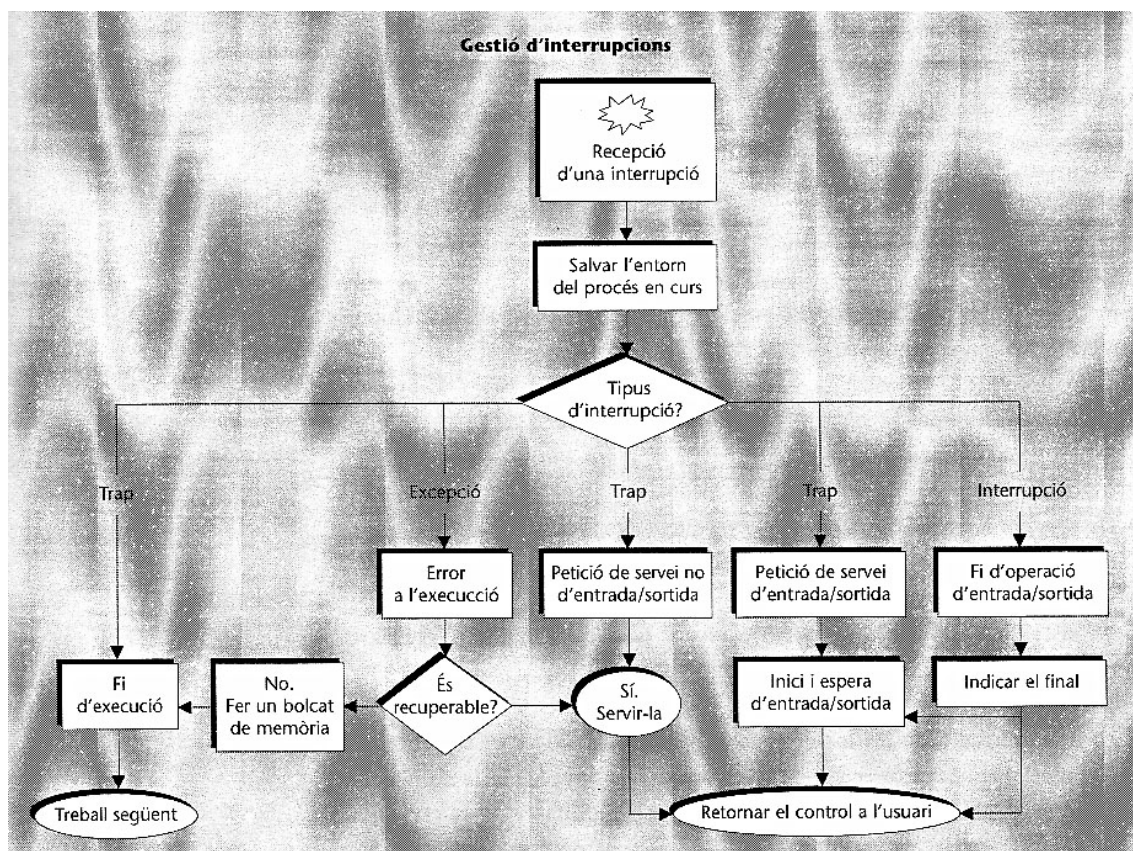 Gestió d'interrupcions
Recepció
d'una interrupció
Salvar l'entorn
del procés en curs
Tipus
d'interrupció?
Trap
Excepció
Trap
Trap
Interrupció
Error
a l'execucció
Petició de servei no
d'entrada/sortida
Petició de servei
d'entrada/sortida
Fi d'operació
d'entrada/sortida
Fi
d'execució
No.
Fer un bolcat
de memòria
És
recuperable?
Sí.
Servir-la
Inici i espera
d'entrada/sortida
Indicar el final
Treball següent
Retornar el control a l'usuari